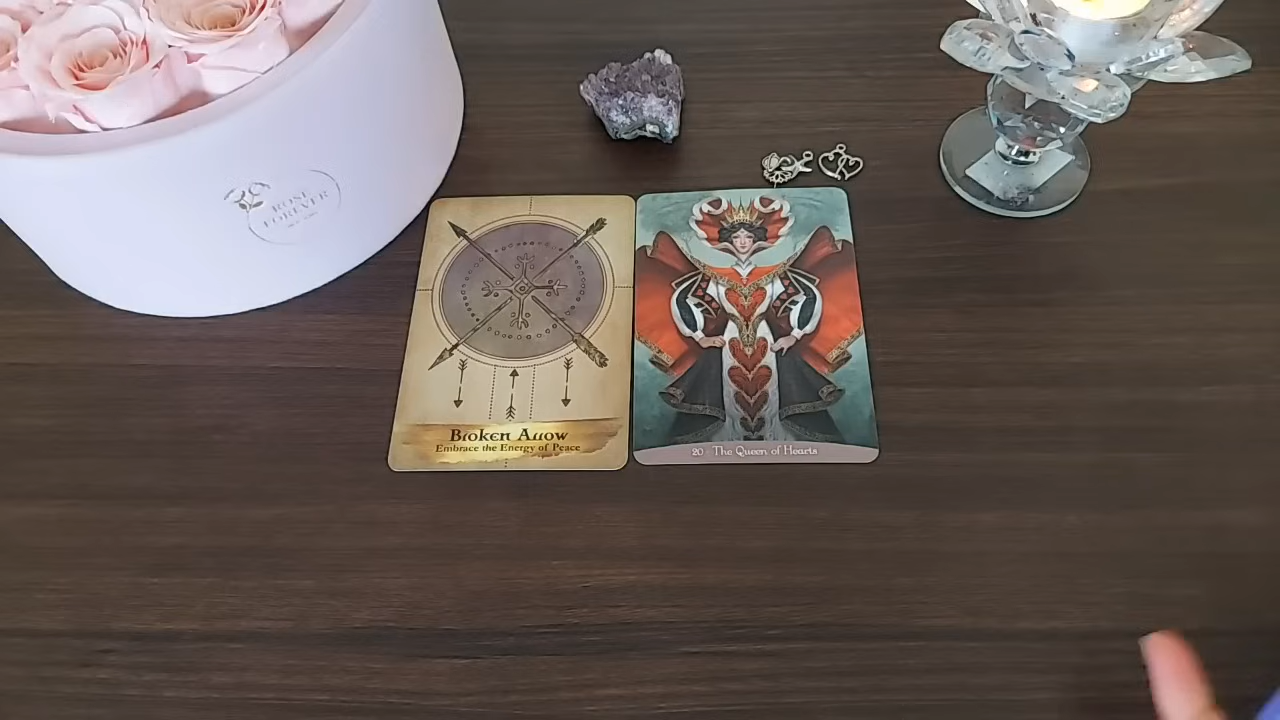 ROSE
FOREVER
Broken Arrow
Embrace the Energy of Peace
20 The Queen of Hearts